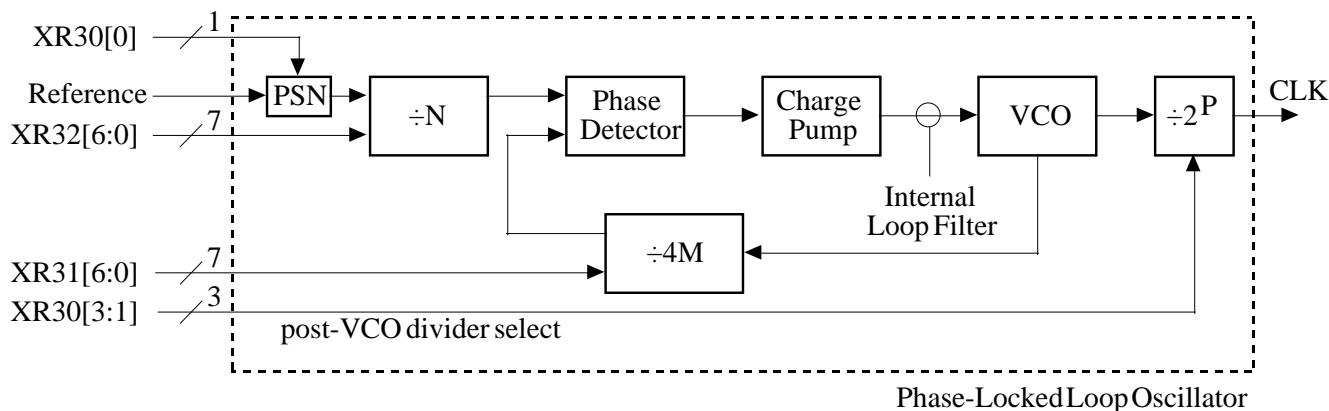 XR30[0]
1
Reference
PSN
XR32[6:0]
7
÷N
Phase
Detector
Charge
Pump
VCO
÷2^P
CLK
Internal
Loop Filter
÷4M
XR31[6:0]
7
XR30[3:1]
3
post-VCO divider select
Phase-Locked Loop Oscillator